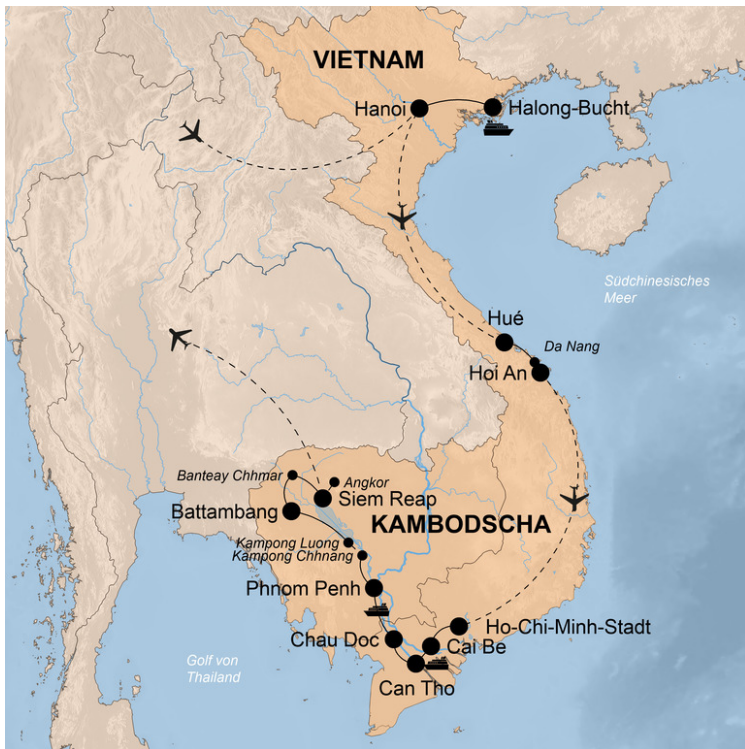 VIETNAM
Hanoi
Halong-Bucht
Südchinesisches
Meer
Hué
Da Nang
Hoi An
Banteay Chhmar
Angkor
Siem Reap
Battambang
KAMBODSCHA
Kampong Luong
Kampong Chhnang
Phnom Penh
Ho-Chi-Minh-Stadt
Chau Doc
Cai Be
Golf von
Thailand
Can Tho